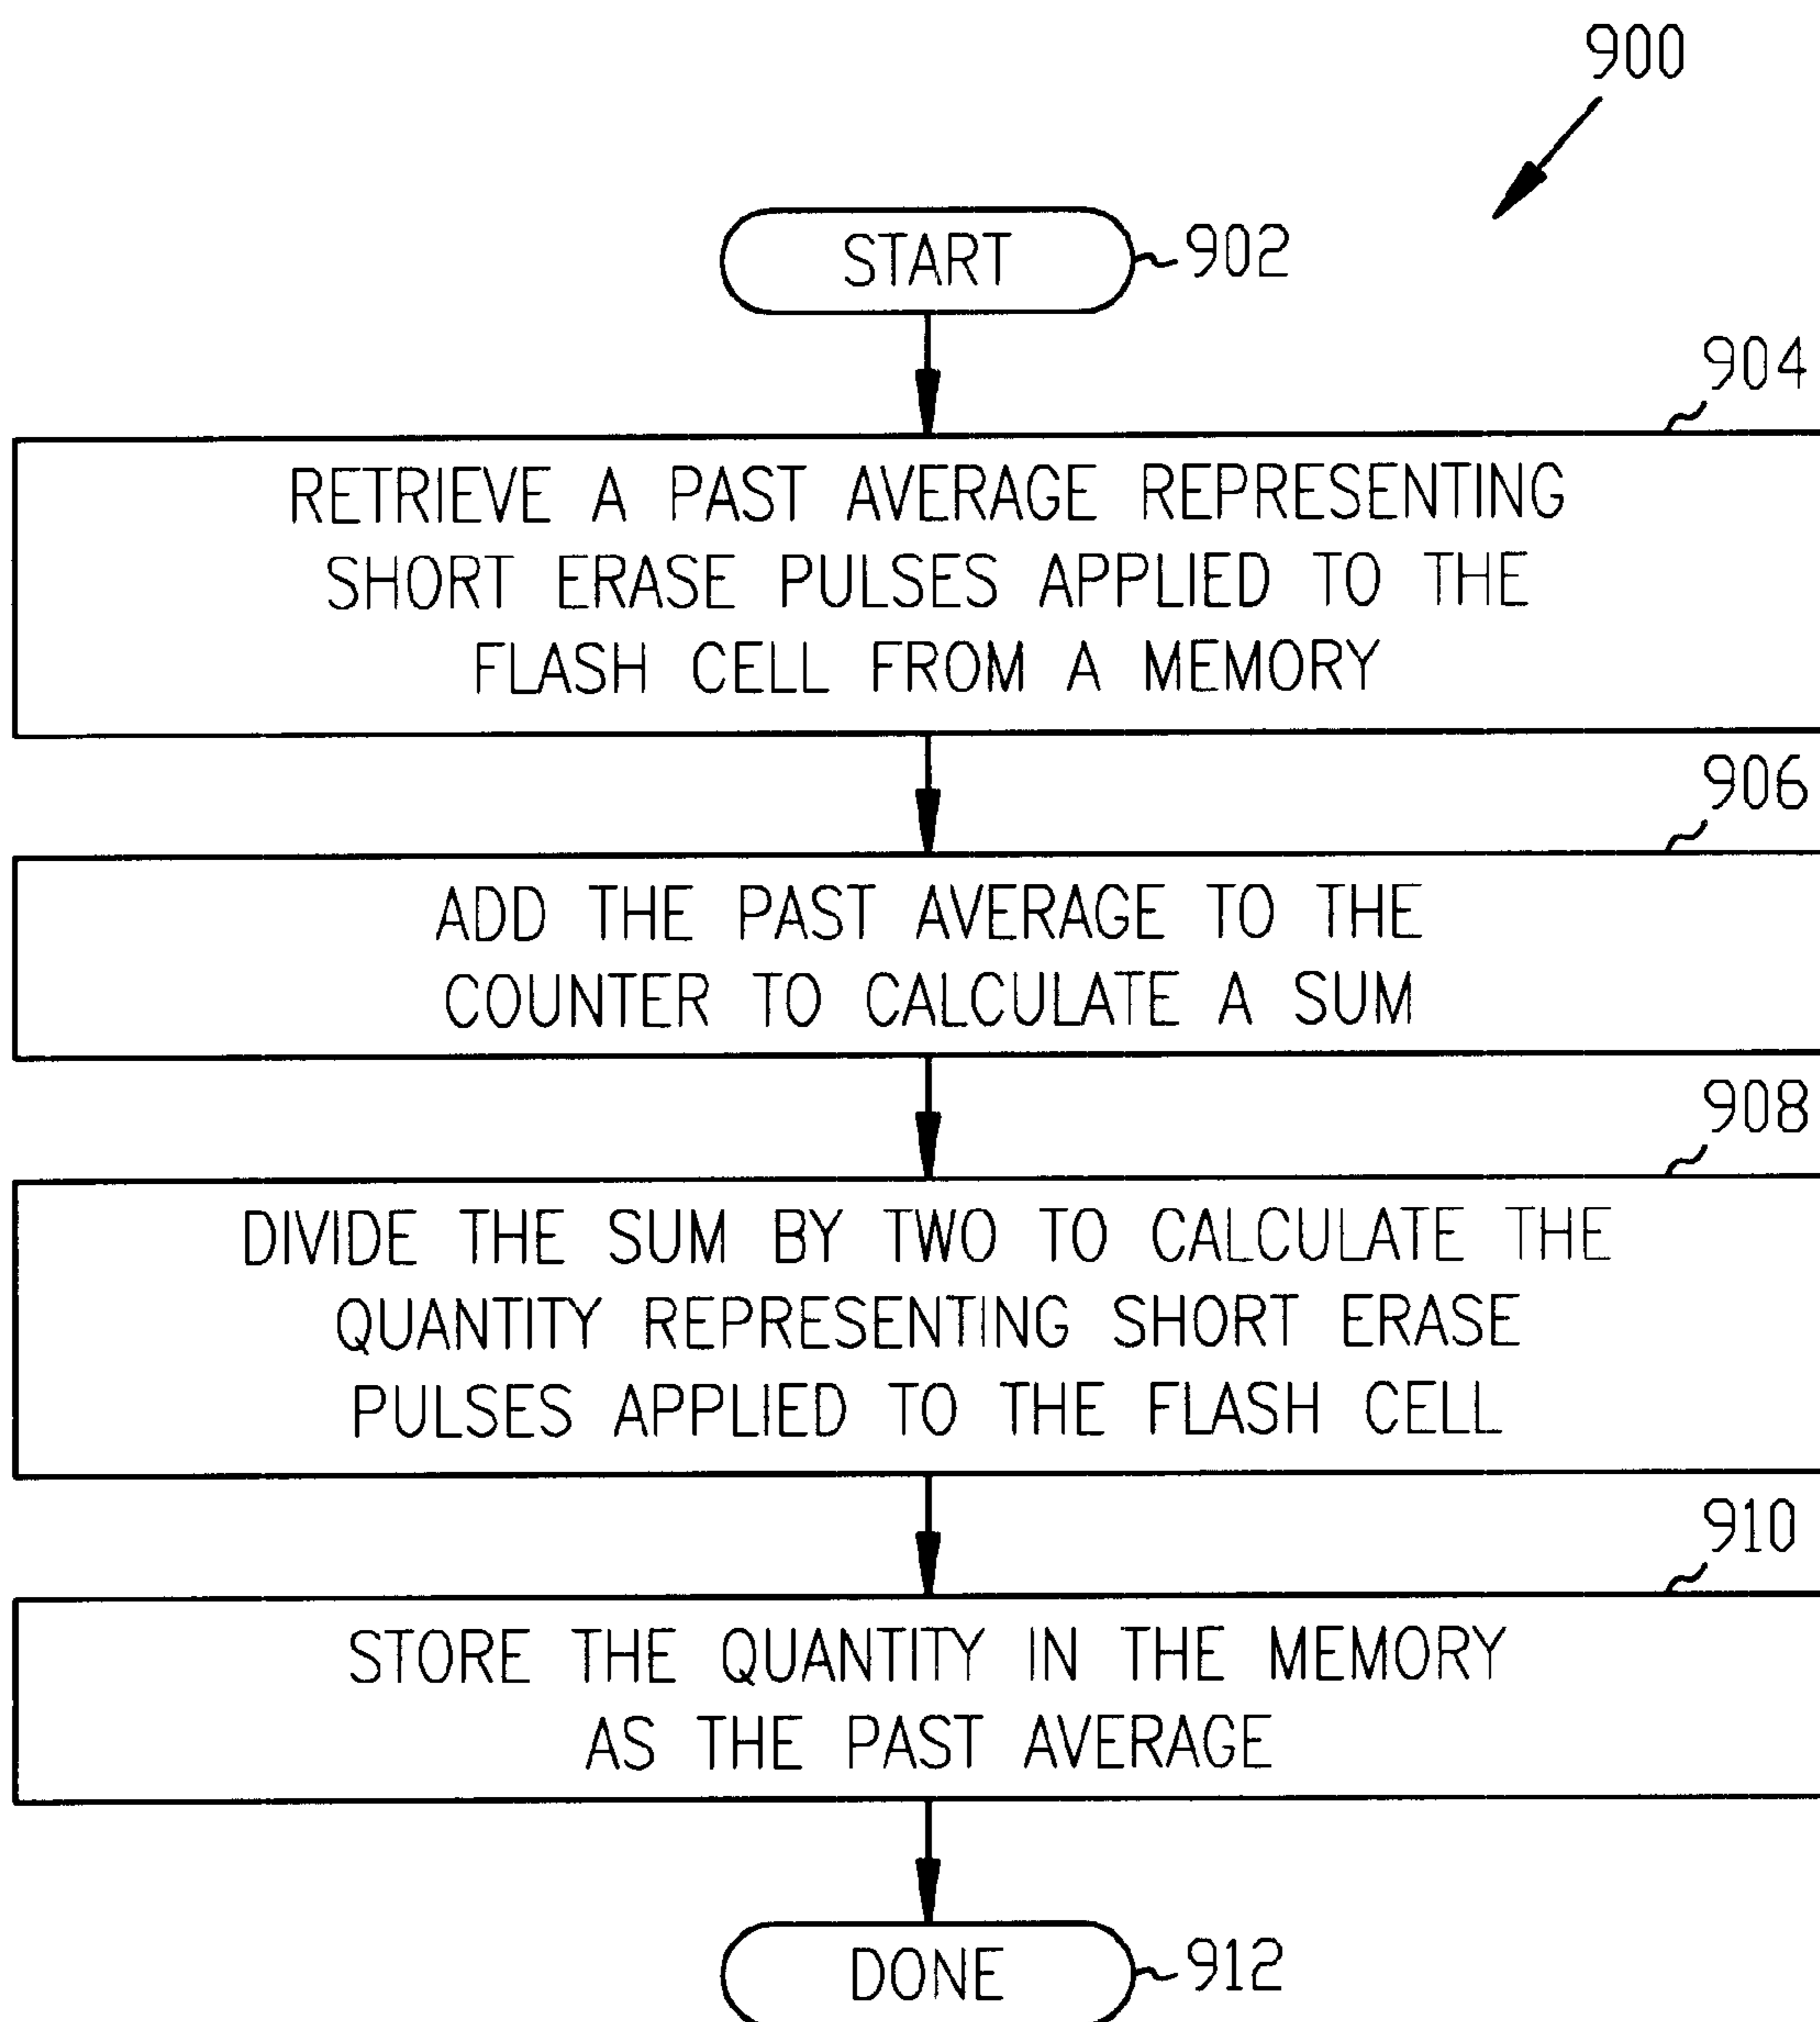 900
START
902
904
RETRIEVE A PAST AVERAGE REPRESENTING
SHORT ERASE PULSES APPLIED TO THE
FLASH CELL FROM A MEMORY
906
ADD THE PAST AVERAGE TO THE
COUNTER TO CALCULATE A SUM
908
DIVIDE THE SUM BY TWO TO CALCULATE THE
QUANTITY REPRESENTING SHORT ERASE
PULSES APPLIED TO THE FLASH CELL
910
STORE THE QUANTITY IN THE MEMORY
AS THE PAST AVERAGE
DONE
912